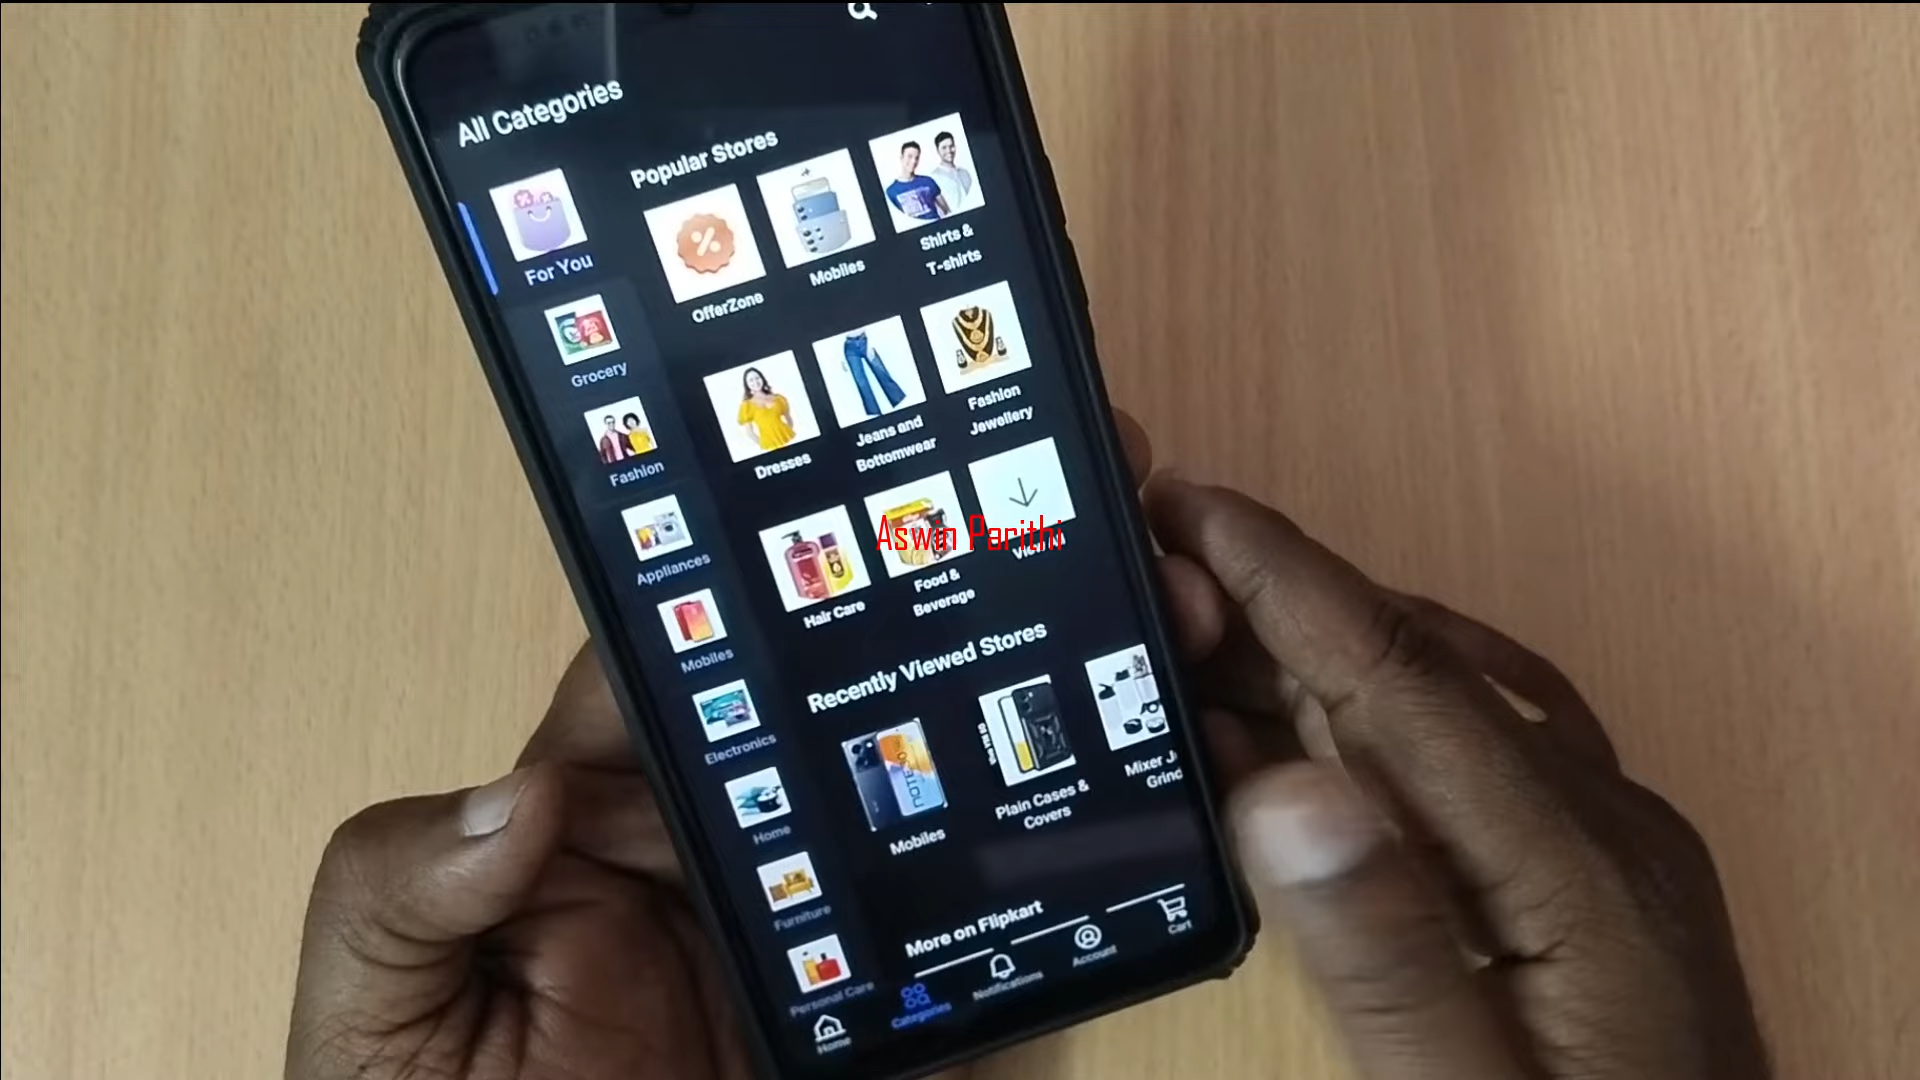 All Categories
For You
Grocery
Fashion
Appliances
Mobiles
Electronics
Home
Furniture
Personal Care
Popular Stores
OfferZone
Mobiles
Shirts &
T-shirts
Dresses
Jeans and
Bottomwear
Fashion
Jewellery
Hair Care
Food &
Beverage
Aswin Parithi
Recently Viewed Stores
NOTE
Mobiles
Plain Cases &
Covers
Mixer
More on Flipkart
Home
Categories
Notifications
Account
Cart